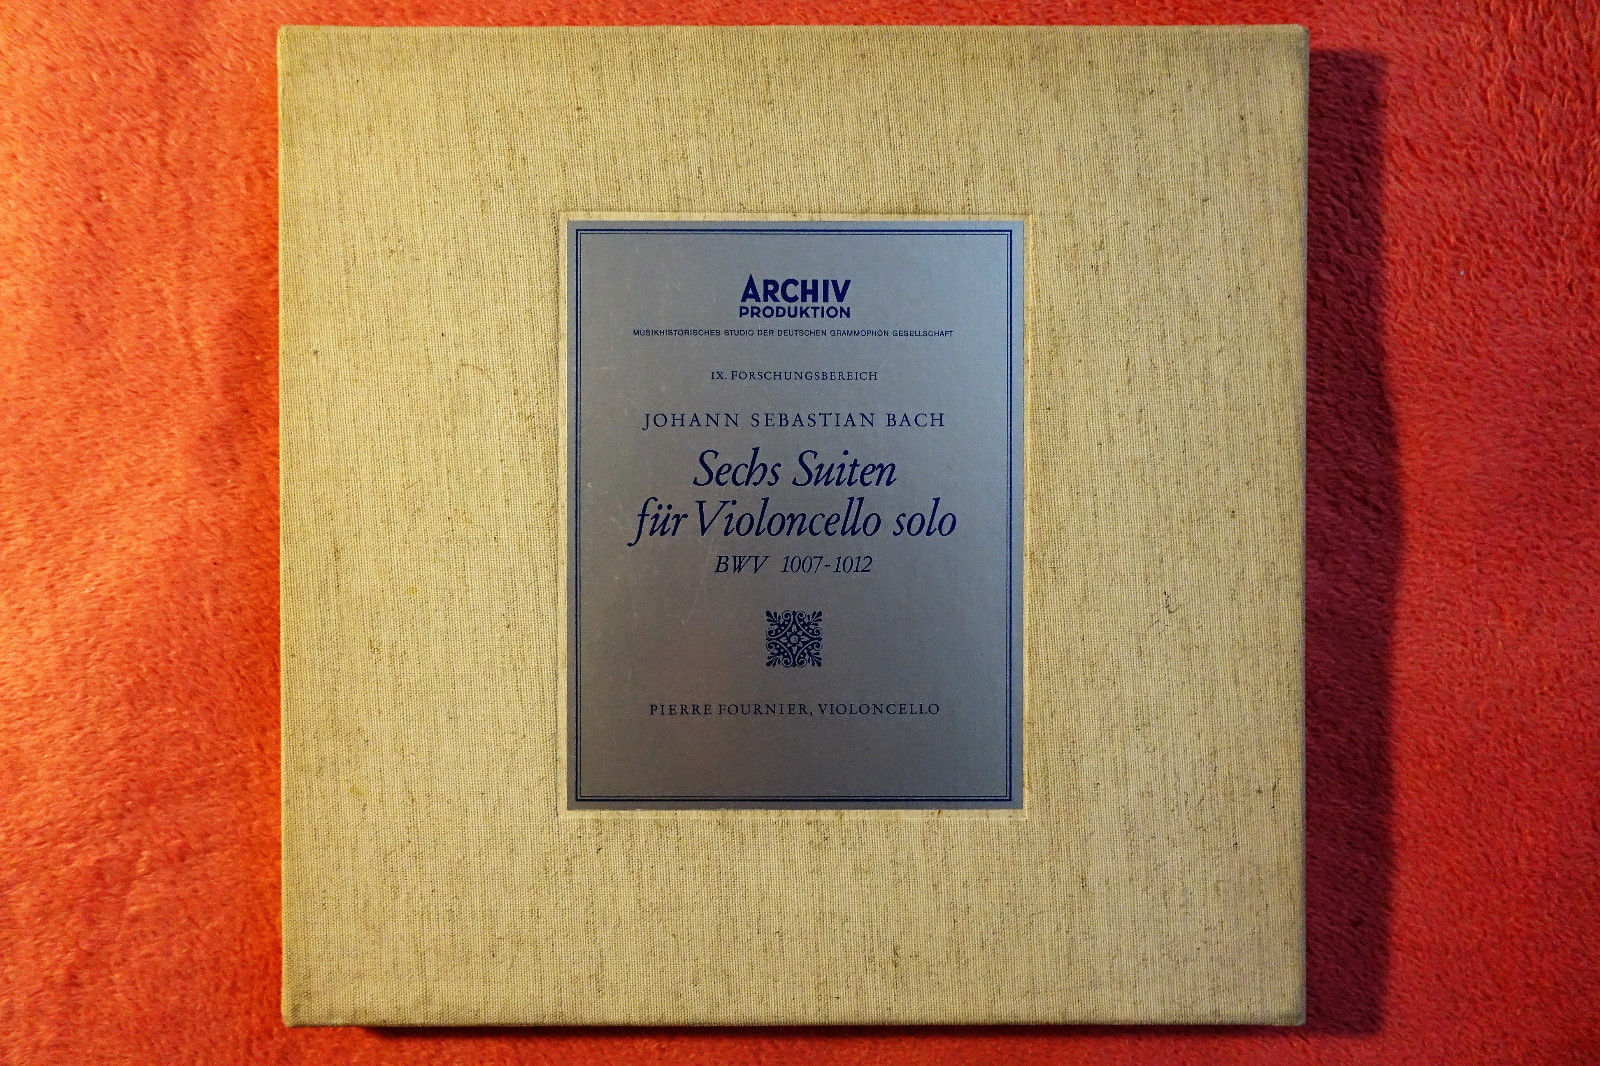 ARCHIV
PRODUKTION
MUSIKHISTORISCHES STUDIO DER DEUTSCHEN GRAMMOPHON GESELLSCHAFT
IX. FORSCHUNGSBEREICH
JOHANN SEBASTIAN BACH
Sechs Suiten
für Violoncello solo
BWV 1007-1012
PIERRE FOURNIER, VIOLONCELLO